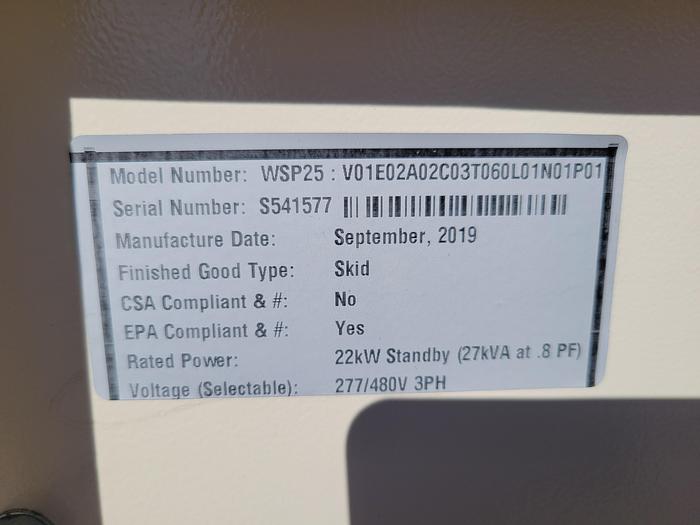 Model Number: WSP25 : V01E02A02C03T060L01N01P01
Serial Number: S541577
Manufacture Date: September, 2019
Finished Good Type: Skid
CSA Compliant & #: No
EPA Compliant & #: Yes
Rated Power: 22kW Standby (27kVA at .8 PF)
Voltage (Selectable): 277/480V 3PH